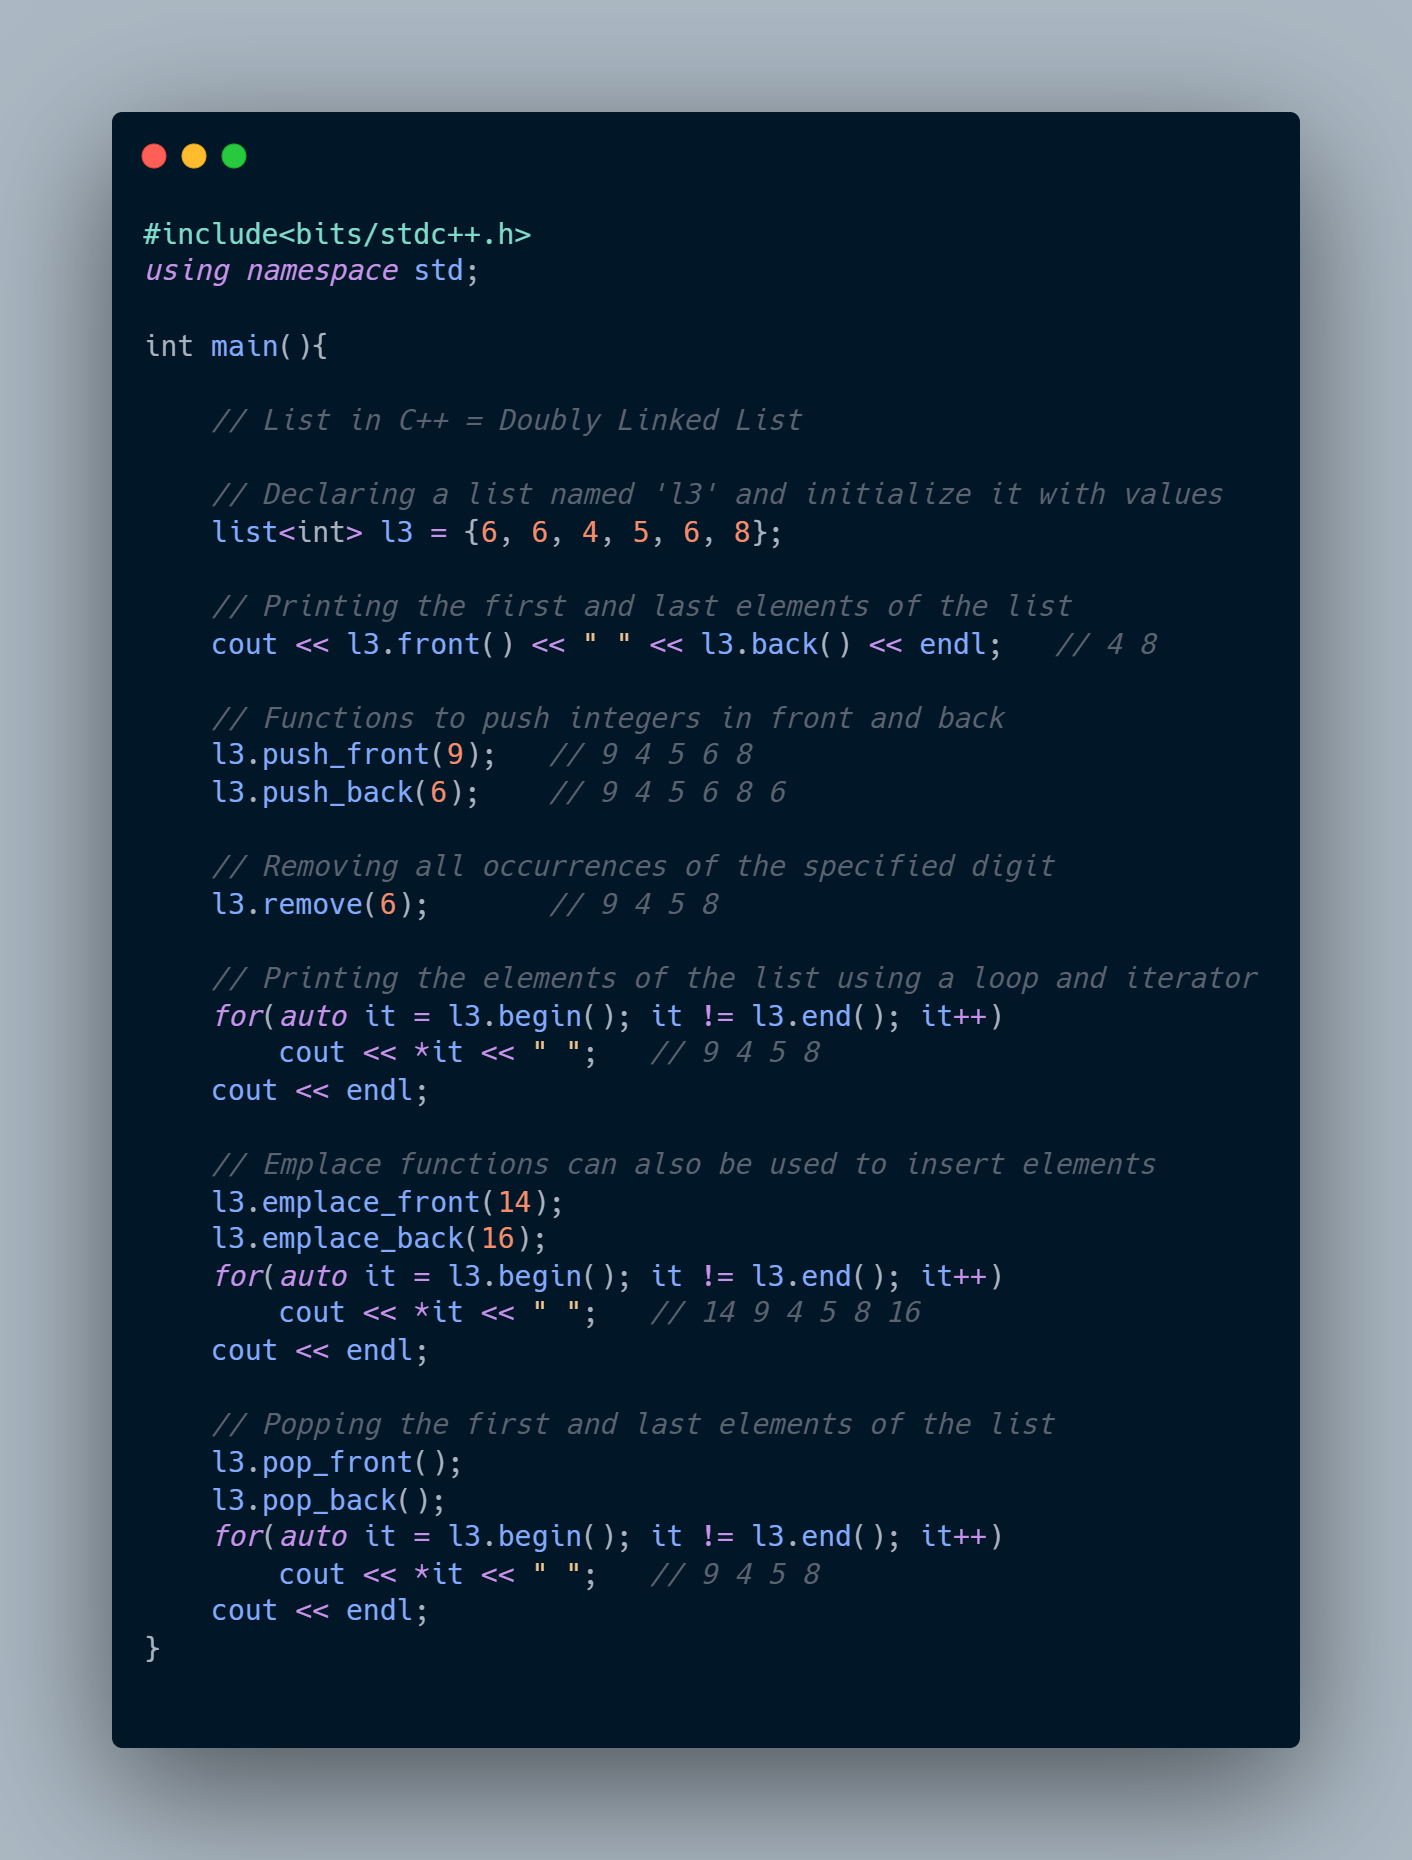 #include<bits/stdc++.h>
using namespace std;

int main(){

    // List in C++ = Doubly Linked List

    // Declaring a list named 'l3' and initialize it with values
    list<int> l3 = {6, 6, 4, 5, 6, 8};

    // Printing the first and last elements of the list
    cout << l3.front() << " " << l3.back() << endl;   // 4 8

    // Functions to push integers in front and back
    l3.push_front(9);   // 9 4 5 6 8
    l3.push_back(6);    // 9 4 5 6 8 6

    // Removing all occurrences of the specified digit
    l3.remove(6);       // 9 4 5 8

    // Printing the elements of the list using a loop and iterator
    for(auto it = l3.begin(); it != l3.end(); it++)
        cout << *it << " ";   // 9 4 5 8
    cout << endl;

    // Emplace functions can also be used to insert elements
    l3.emplace_front(14);
    l3.emplace_back(16);
    for(auto it = l3.begin(); it != l3.end(); it++)
        cout << *it << " ";   // 14 9 4 5 8 16
    cout << endl;

    // Popping the first and last elements of the list
    l3.pop_front();
    l3.pop_back();
    for(auto it = l3.begin(); it != l3.end(); it++)
        cout << *it << " ";   // 9 4 5 8
    cout << endl;
}